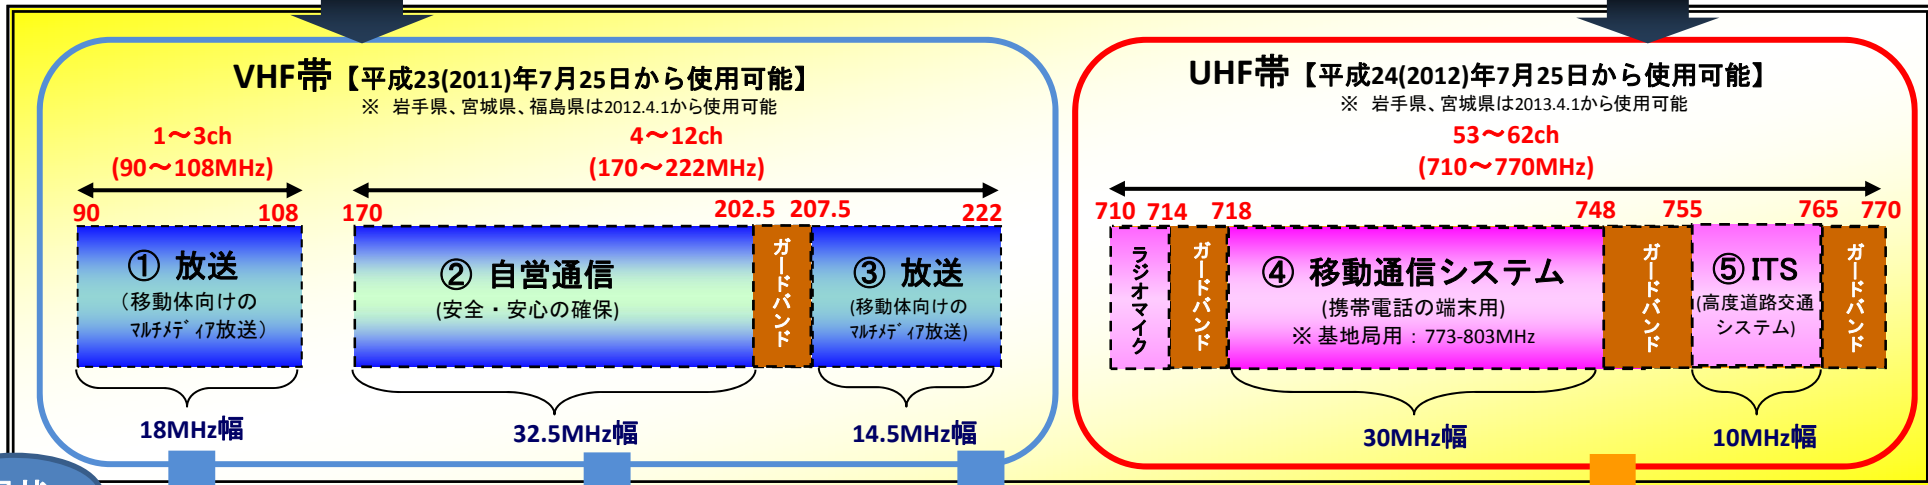 VHF帯【平成23(2011)年7月25日から使用可能】
※ 岩手県、宮城県、福島県は2012.4.1から使用可能
1～3ch
(90～108MHz)
4～12ch
(170～222MHz)
90
108
170
202.5
207.5
222
① 放送
（移動体向けの
ﾏﾙﾁﾒﾃﾞｨｱ放送）
② 自営通信
(安全・安心の確保)
ガードバンド
③ 放送
(移動体向けの
ﾏﾙﾁﾒﾃﾞｨｱ放送)
18MHz幅
32.5MHz幅
14.5MHz幅
UHF帯【平成24(2012)年7月25日から使用可能】
※ 岩手県、宮城県は2013.4.1から使用可能
53～62ch
(710～770MHz)
710
714
718
748
755
765
770
ラジオマイク
ガードバンド
④ 移動通信システム
(携帯電話の端末用)
※ 基地局用：773-803MHz
ガードバンド
⑤ ITS
(高度道路交通
システム)
ガードバンド
30MHz幅
10MHz幅